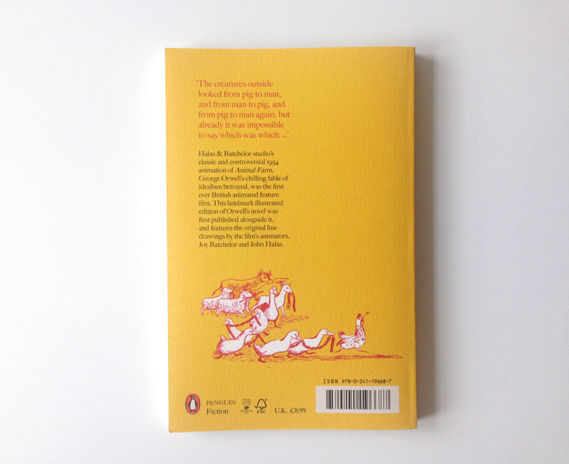 "The creatures outside
looked from pig to man,
and from man to pig, and
from pig to man again: but
already it was impossible
to say which was which ..."
Halas & Batchelor studio's
classic and controversial 1954
animation of Animal Farm,
George Orwell's chilling fable of
idealism betrayed, was the first
ever British animated feature
film. This landmark illustrated
edition of Orwell's novel was
first published alongside it,
and features the original line
drawings by the film's animators,
Joy Batchelor and John Halas.
ISBN 978-0-241-19668-7
PENGUIN
Fiction
FSC
U.K. £8.99